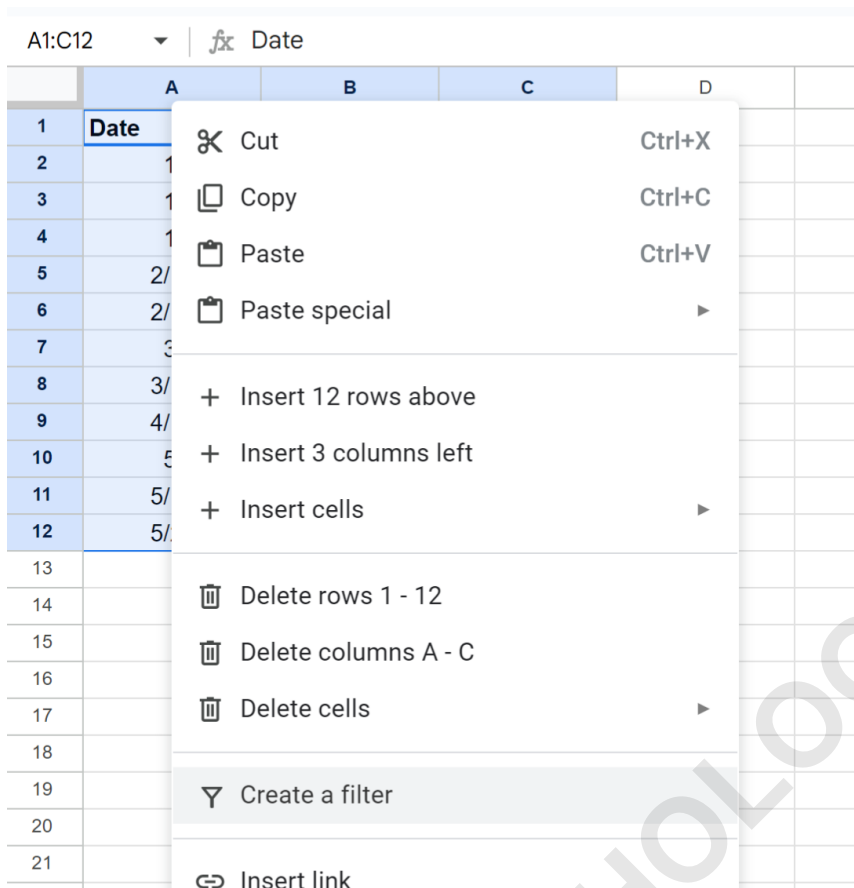 A1:C12 fx Date
A B C D
1 Date
Cut Ctrl+X
2
Copy Ctrl+C
3
4
Paste Ctrl+V
5 2/
6 2/
Paste special
7
8 3/
Insert 12 rows above
9 4/
10 5
Insert 3 columns left
11 5/
Insert cells
12 5/
13
Delete rows 1 - 12
14
15
Delete columns A - C
16
17
Delete cells
18
19
Create a filter
20
21
Insert link
HOLO